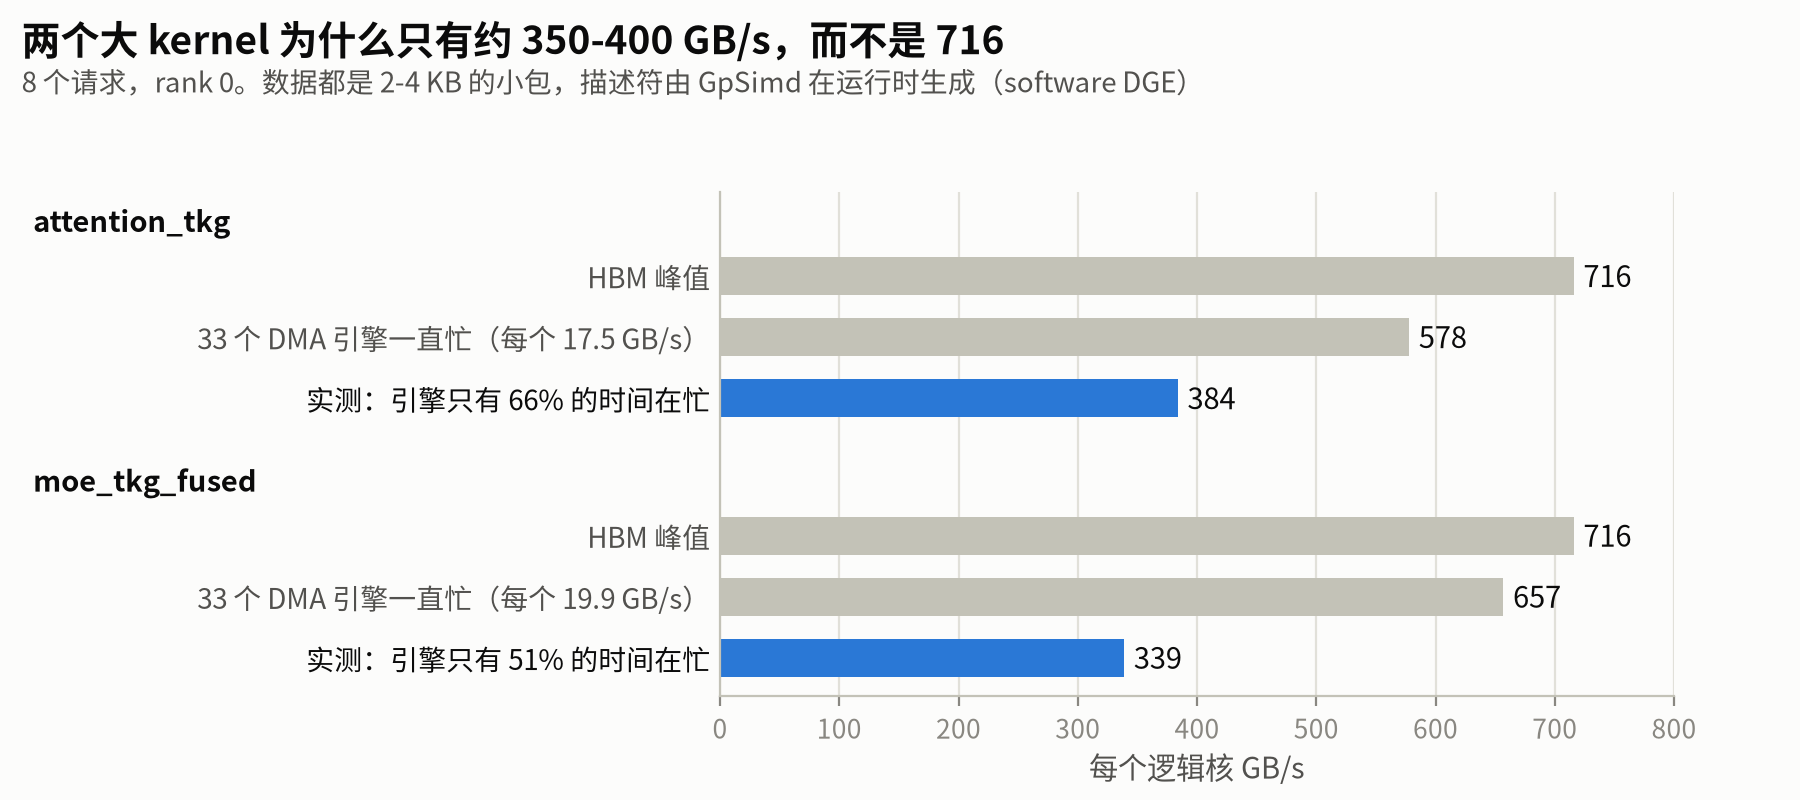 两个大 kernel 为什么只有约 350-400 GB/s，而不是 716
8 个请求，rank 0。数据都是 2-4 KB 的小包，描述符由 GpSimd 在运行时生成（software DGE）
attention_tkg
HBM 峰值
716
33 个 DMA 引擎一直忙（每个 17.5 GB/s）
578
实测：引擎只有 66% 的时间在忙
384
moe_tkg_fused
HBM 峰值
716
33 个 DMA 引擎一直忙（每个 19.9 GB/s）
657
实测：引擎只有 51% 的时间在忙
339
0 100 200 300 400 500 600 700 800
每个逻辑核 GB/s